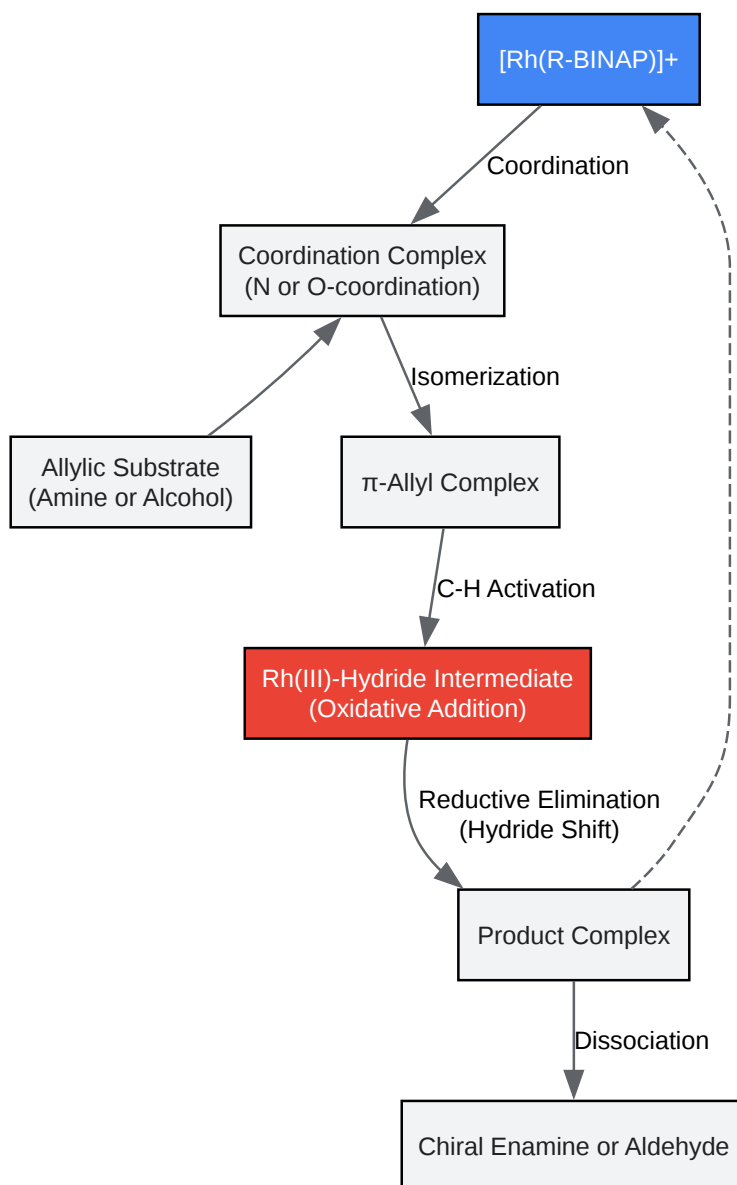 [Rh(R-BINAP)]+
Coordination
Coordination Complex
(N or O-coordination)
Isomerization
Allylic Substrate
(Amine or Alcohol)
π-Allyl Complex
C-H Activation
Rh(III)-Hydride Intermediate
(Oxidative Addition)
Reductive Elimination
(Hydride Shift)
Product Complex
Dissociation
Chiral Enamine or Aldehyde